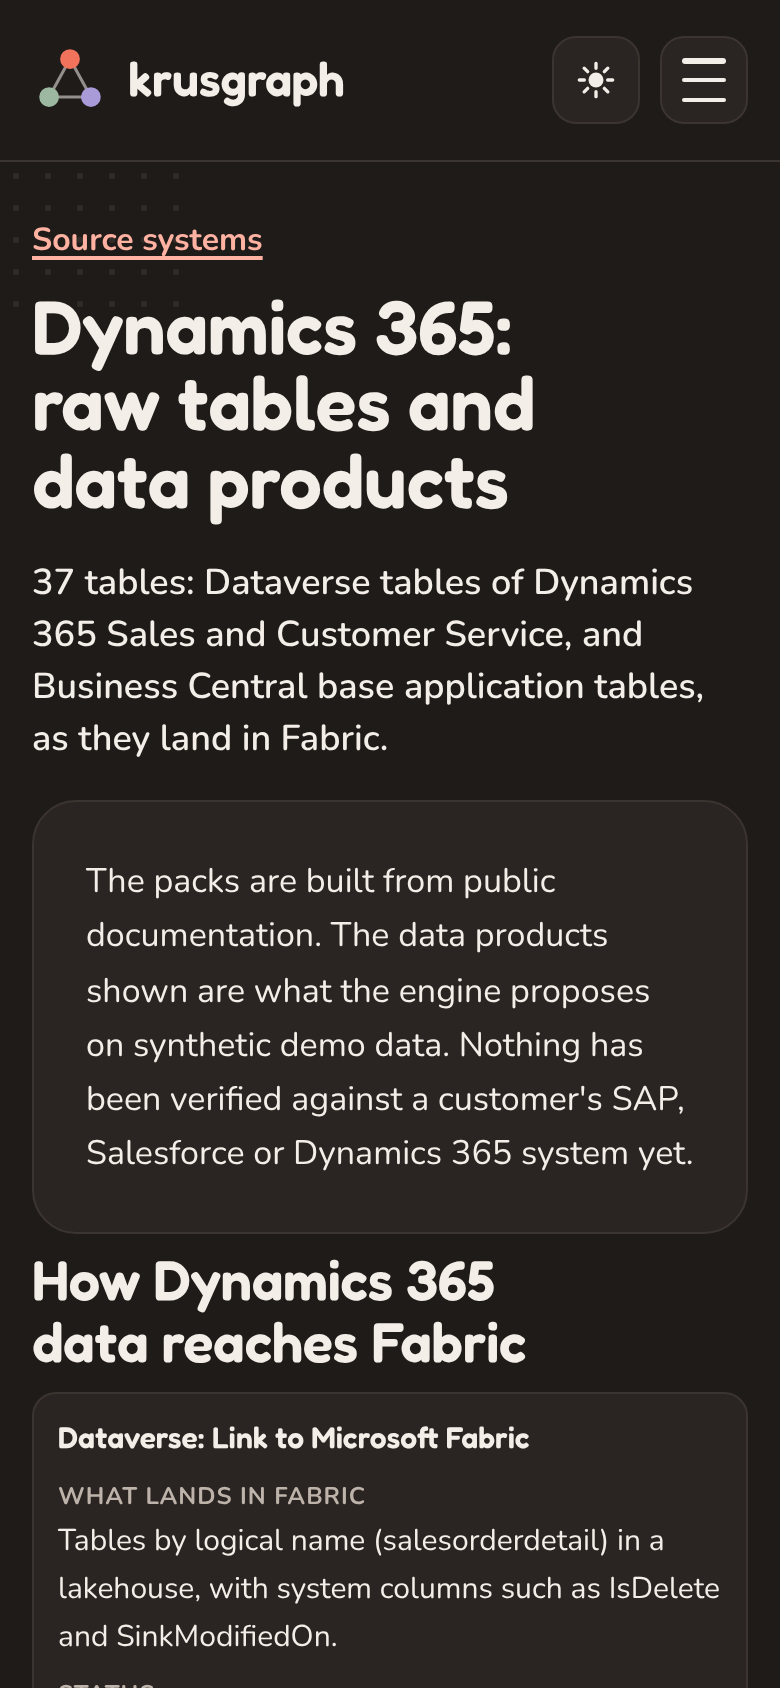 krusgraph
Source systems
Dynamics 365:
raw tables and
data products
37 tables: Dataverse tables of Dynamics
365 Sales and Customer Service, and
Business Central base application tables,
as they land in Fabric.
The packs are built from public
documentation. The data products
shown are what the engine proposes
on synthetic demo data. Nothing has
been verified against a customer's SAP,
Salesforce or Dynamics 365 system yet.
How Dynamics 365
data reaches Fabric
Dataverse: Link to Microsoft Fabric
WHAT LANDS IN FABRIC
Tables by logical name (salesorderdetail) in a
lakehouse, with system columns such as IsDelete
and SinkModifiedOn.